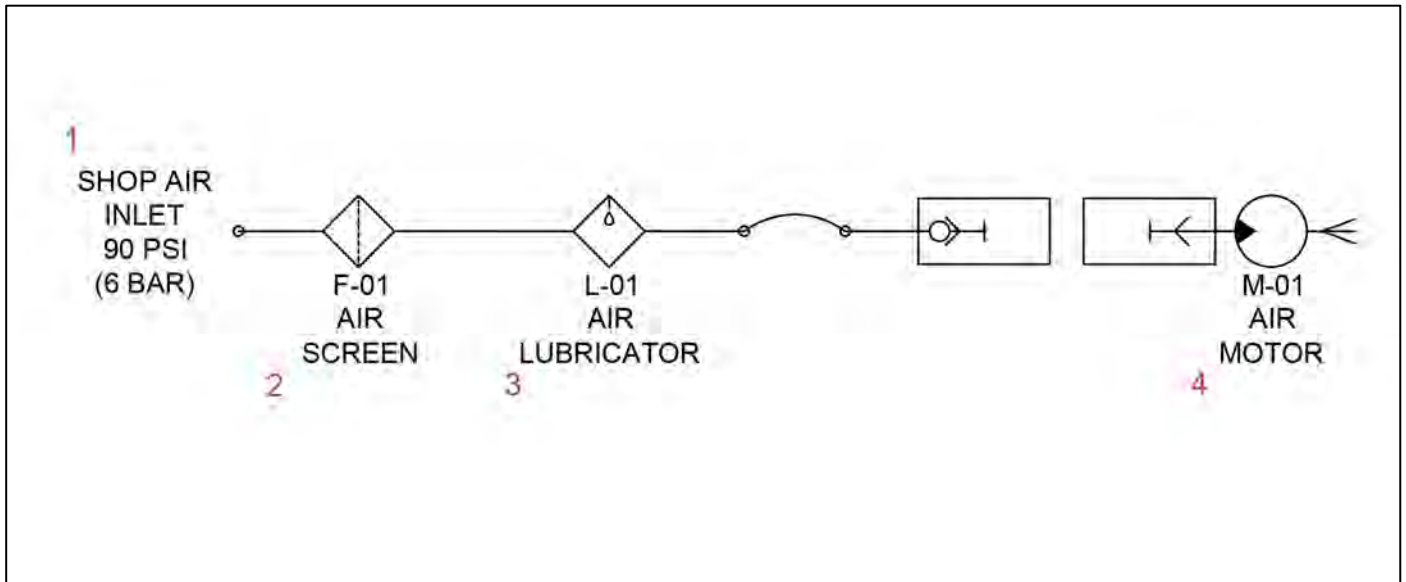 1
SHOP AIR
INLET
90 PSI
(6 BAR)
F-01
AIR
SCREEN
2
L-01
AIR
LUBRICATOR
3
M-01
AIR
MOTOR
4